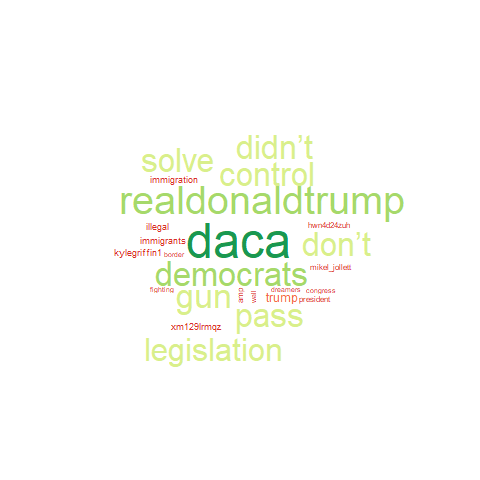 didn't
solve
control
immigration
realdonaldtrump
illegal
hwn4d24zuh
daca
don't
immigrants
kylegriffin1
border
democrats
mikel_jollett
fighting
gun
amp
wall
dreamers
trump
congress
president
pass
xm129lrmqz
legislation